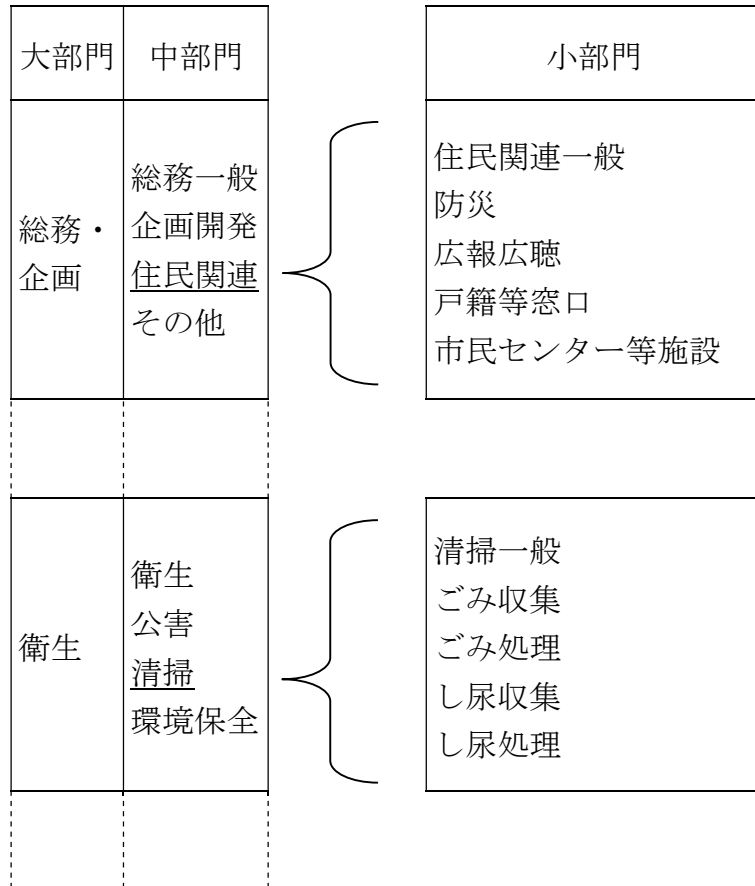 大部門
中部門
小部門
総務・
企画
総務一般
企画開発
住民関連
その他
住民関連一般
防災
広報広聴
戸籍等窓口
市民センター等施設
衛生
衛生
公害
清掃
環境保全
清掃一般
ごみ収集
ごみ処理
し尿収集
し尿処理